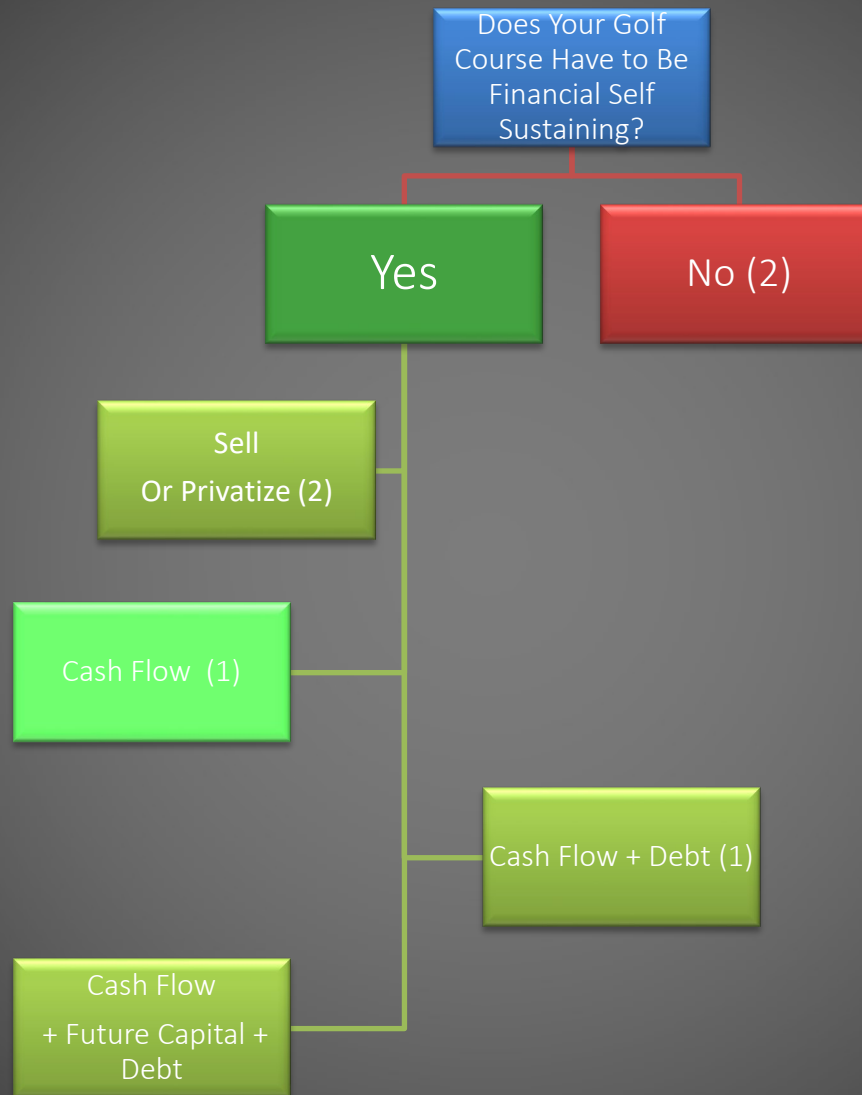 Does Your Golf
Course Have to Be
Financial Self
Sustaining?
Yes
No (2)
Sell
Or Privatize (2)
Cash Flow (1)
Cash Flow + Debt (1)
Cash Flow
+ Future Capital +
Debt